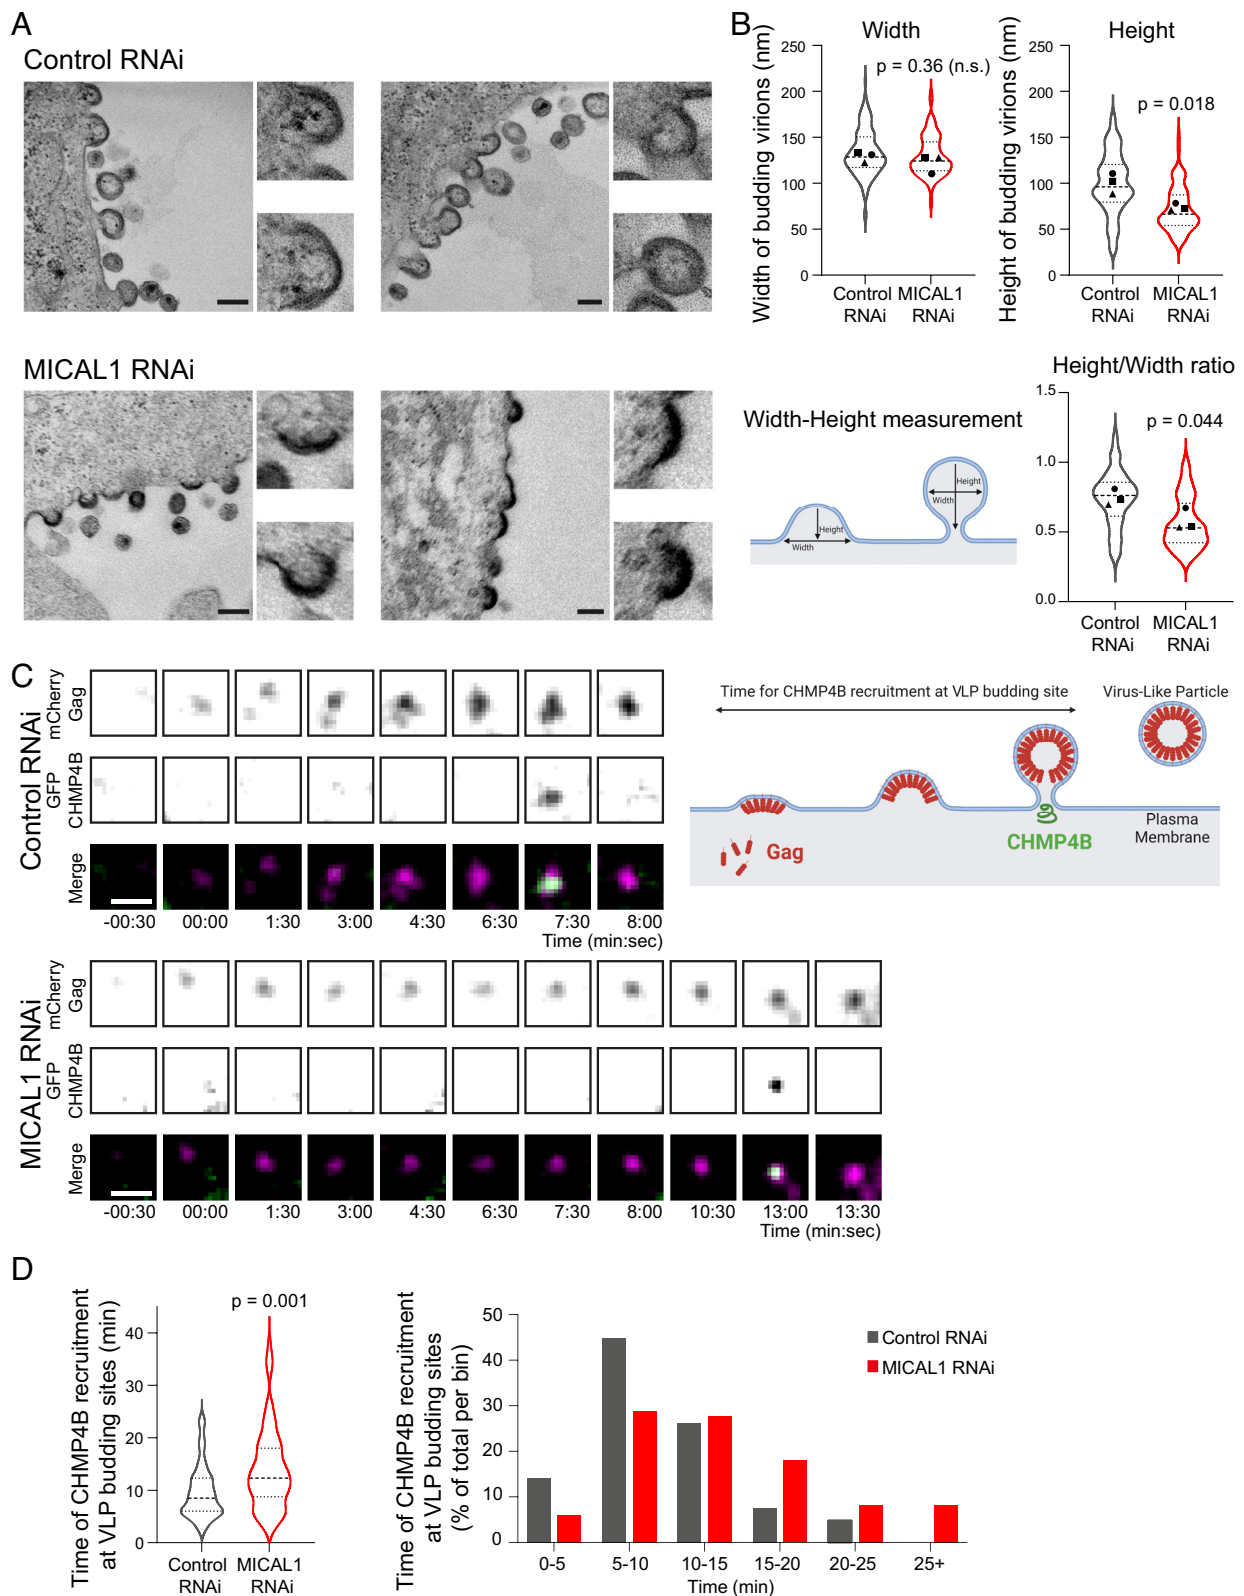 A
Control RNAi
MICAL1 RNAi
B
Width
Width of budding virions (nm)
250
200
150
100
50
0
p = 0.36 (n.s.)
Control
RNAi
MICAL1
RNAi
Height
Height of budding virions (nm)
250
200
150
100
50
0
p = 0.018
Control
RNAi
MICAL1
RNAi
Width-Height measurement
Height
Width
Height
Width
Height/Width ratio
1.5
1.0
0.5
0.0
p = 0.044
Control
RNAi
MICAL1
RNAi
C
Control RNAi
mCherry
Gag
GFP
CHMP4B
Merge
-00:30
00:00
1:30
3:00
4:30
6:30
7:30
8:00
Time (min:sec)
Time for CHMP4B recruitment at VLP budding site
Virus-Like Particle
Gag
CHMP4B
Plasma
Membrane
MICAL1 RNAi
mCherry
Gag
GFP
CHMP4B
Merge
-00:30
00:00
1:30
3:00
4:30
6:30
7:30
8:00
10:30
13:00
13:30
Time (min:sec)
D
Time of CHMP4B recruitment
at VLP budding sites (min)
40
30
20
10
0
p = 0.001
Control
RNAi
MICAL1
RNAi
Time of CHMP4B recruitment
at VLP budding sites
(% of total per bin)
50
40
30
20
10
0
Control RNAi
MICAL1 RNAi
0-5
5-10
10-15
15-20
20-25
25+
Time (min)